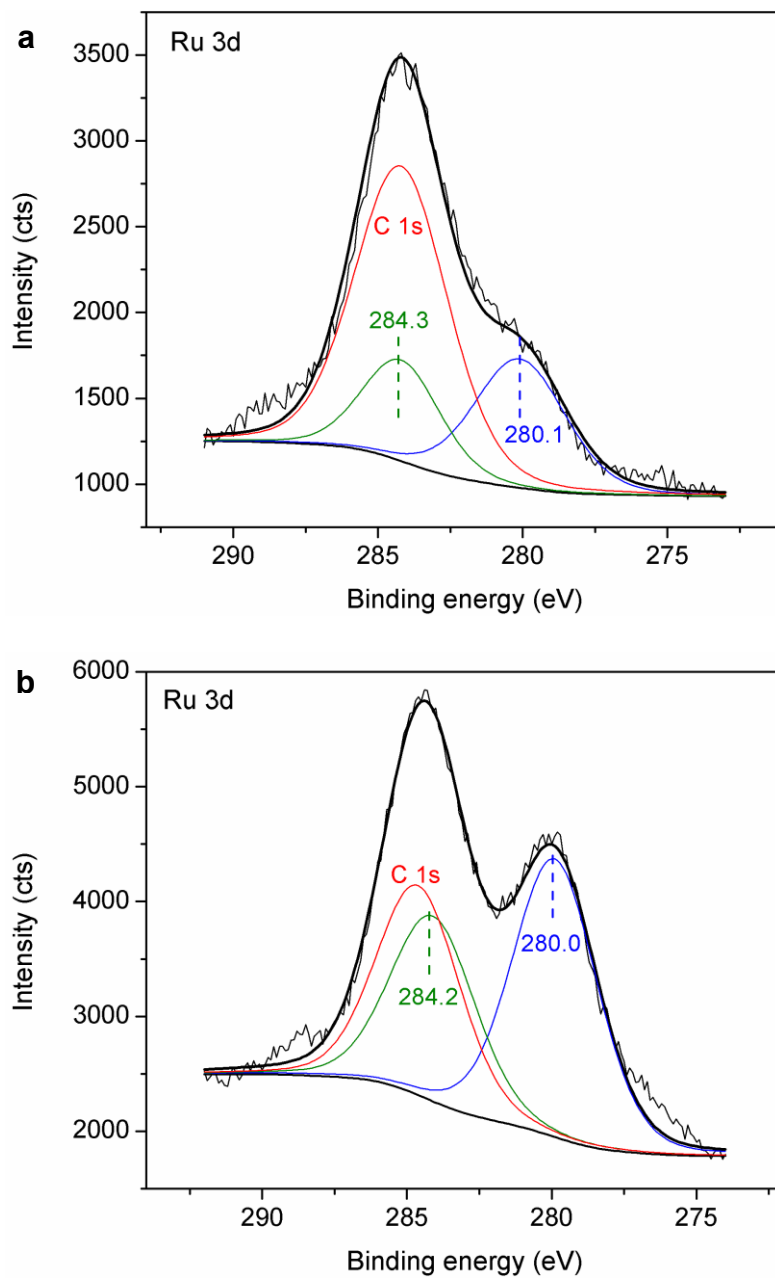 a
Ru 3d
3500
3000
2500
2000
1500
1000
Intensity (cts)
C 1s
284.3
280.1
290
285
280
275
Binding energy (eV)
b
Ru 3d
6000
5000
4000
3000
2000
Intensity (cts)
C 1s
284.2
280.0
290
285
280
275
Binding energy (eV)